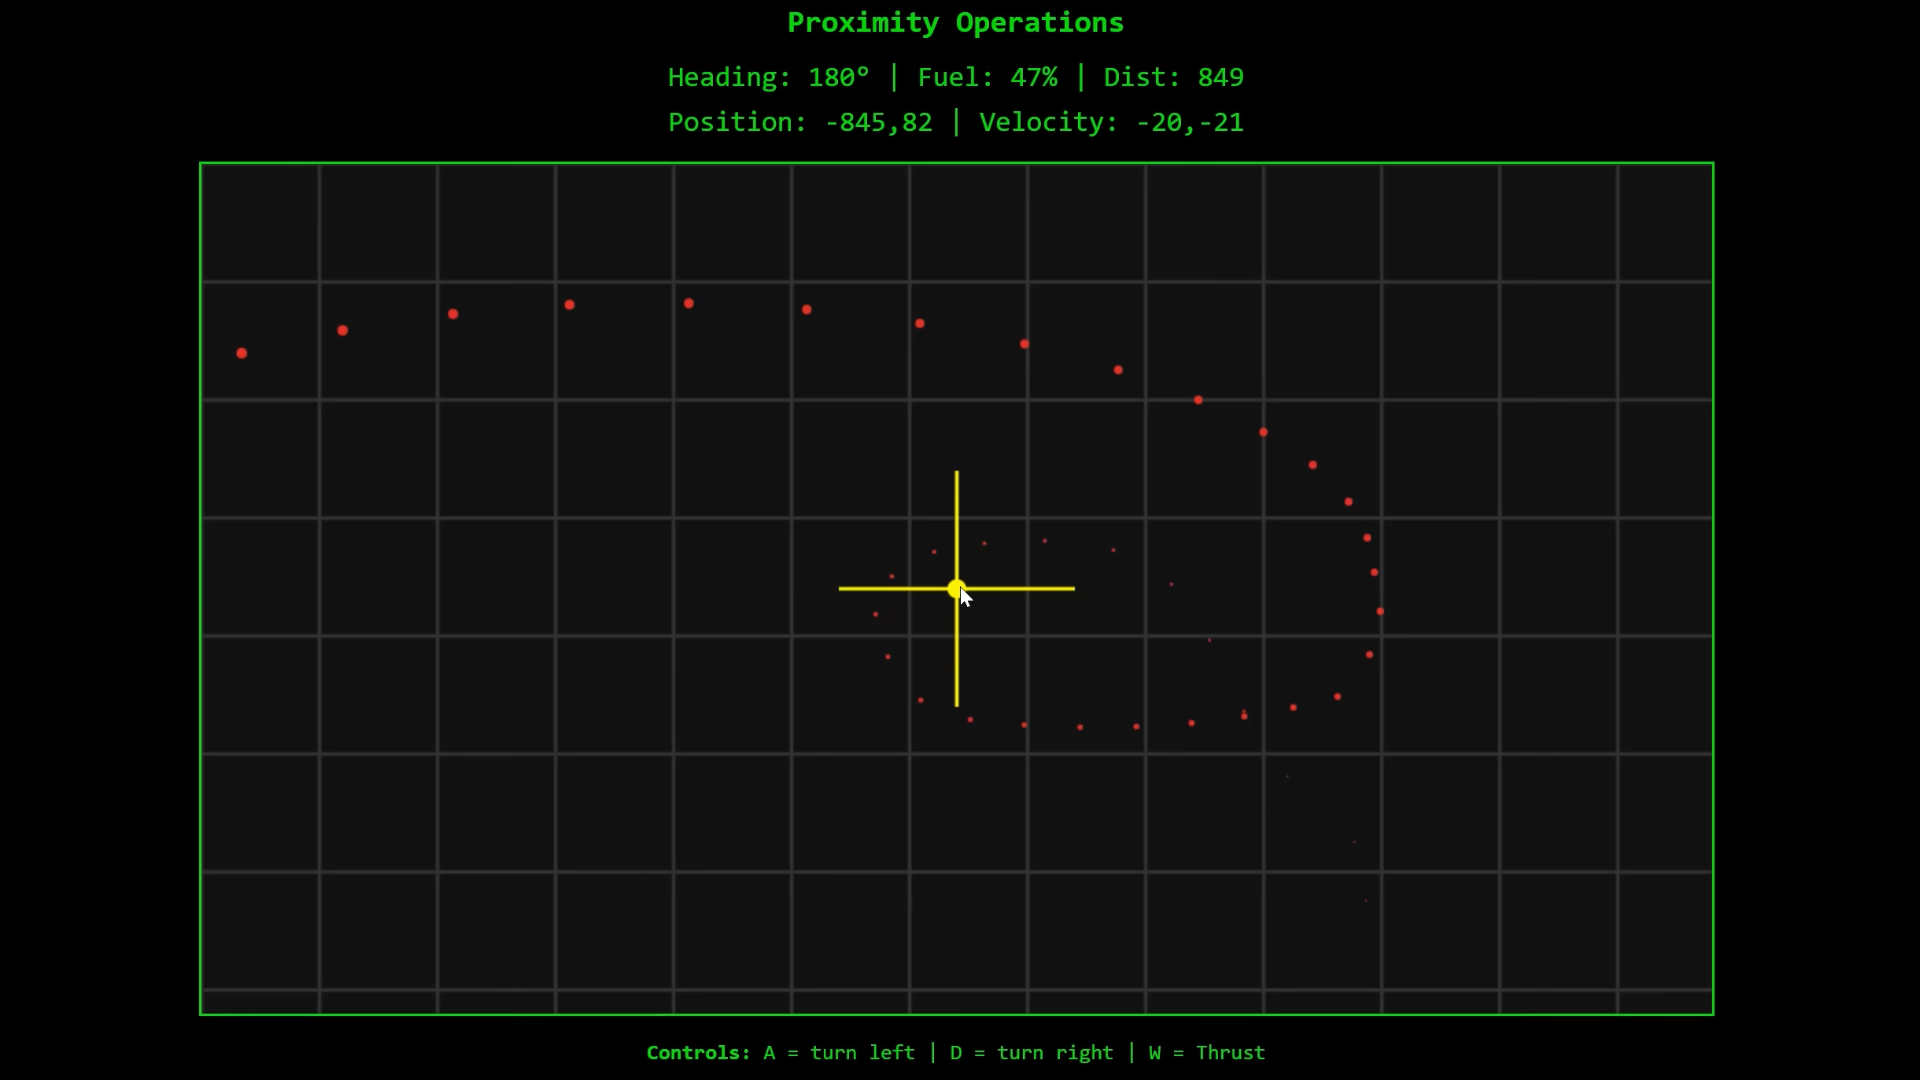 Proximity Operations
Heading: 180° | Fuel: 47% | Dist: 849
Position: -845,82 | Velocity: -20,-21
Controls: A = turn left | D = turn right | W = Thrust